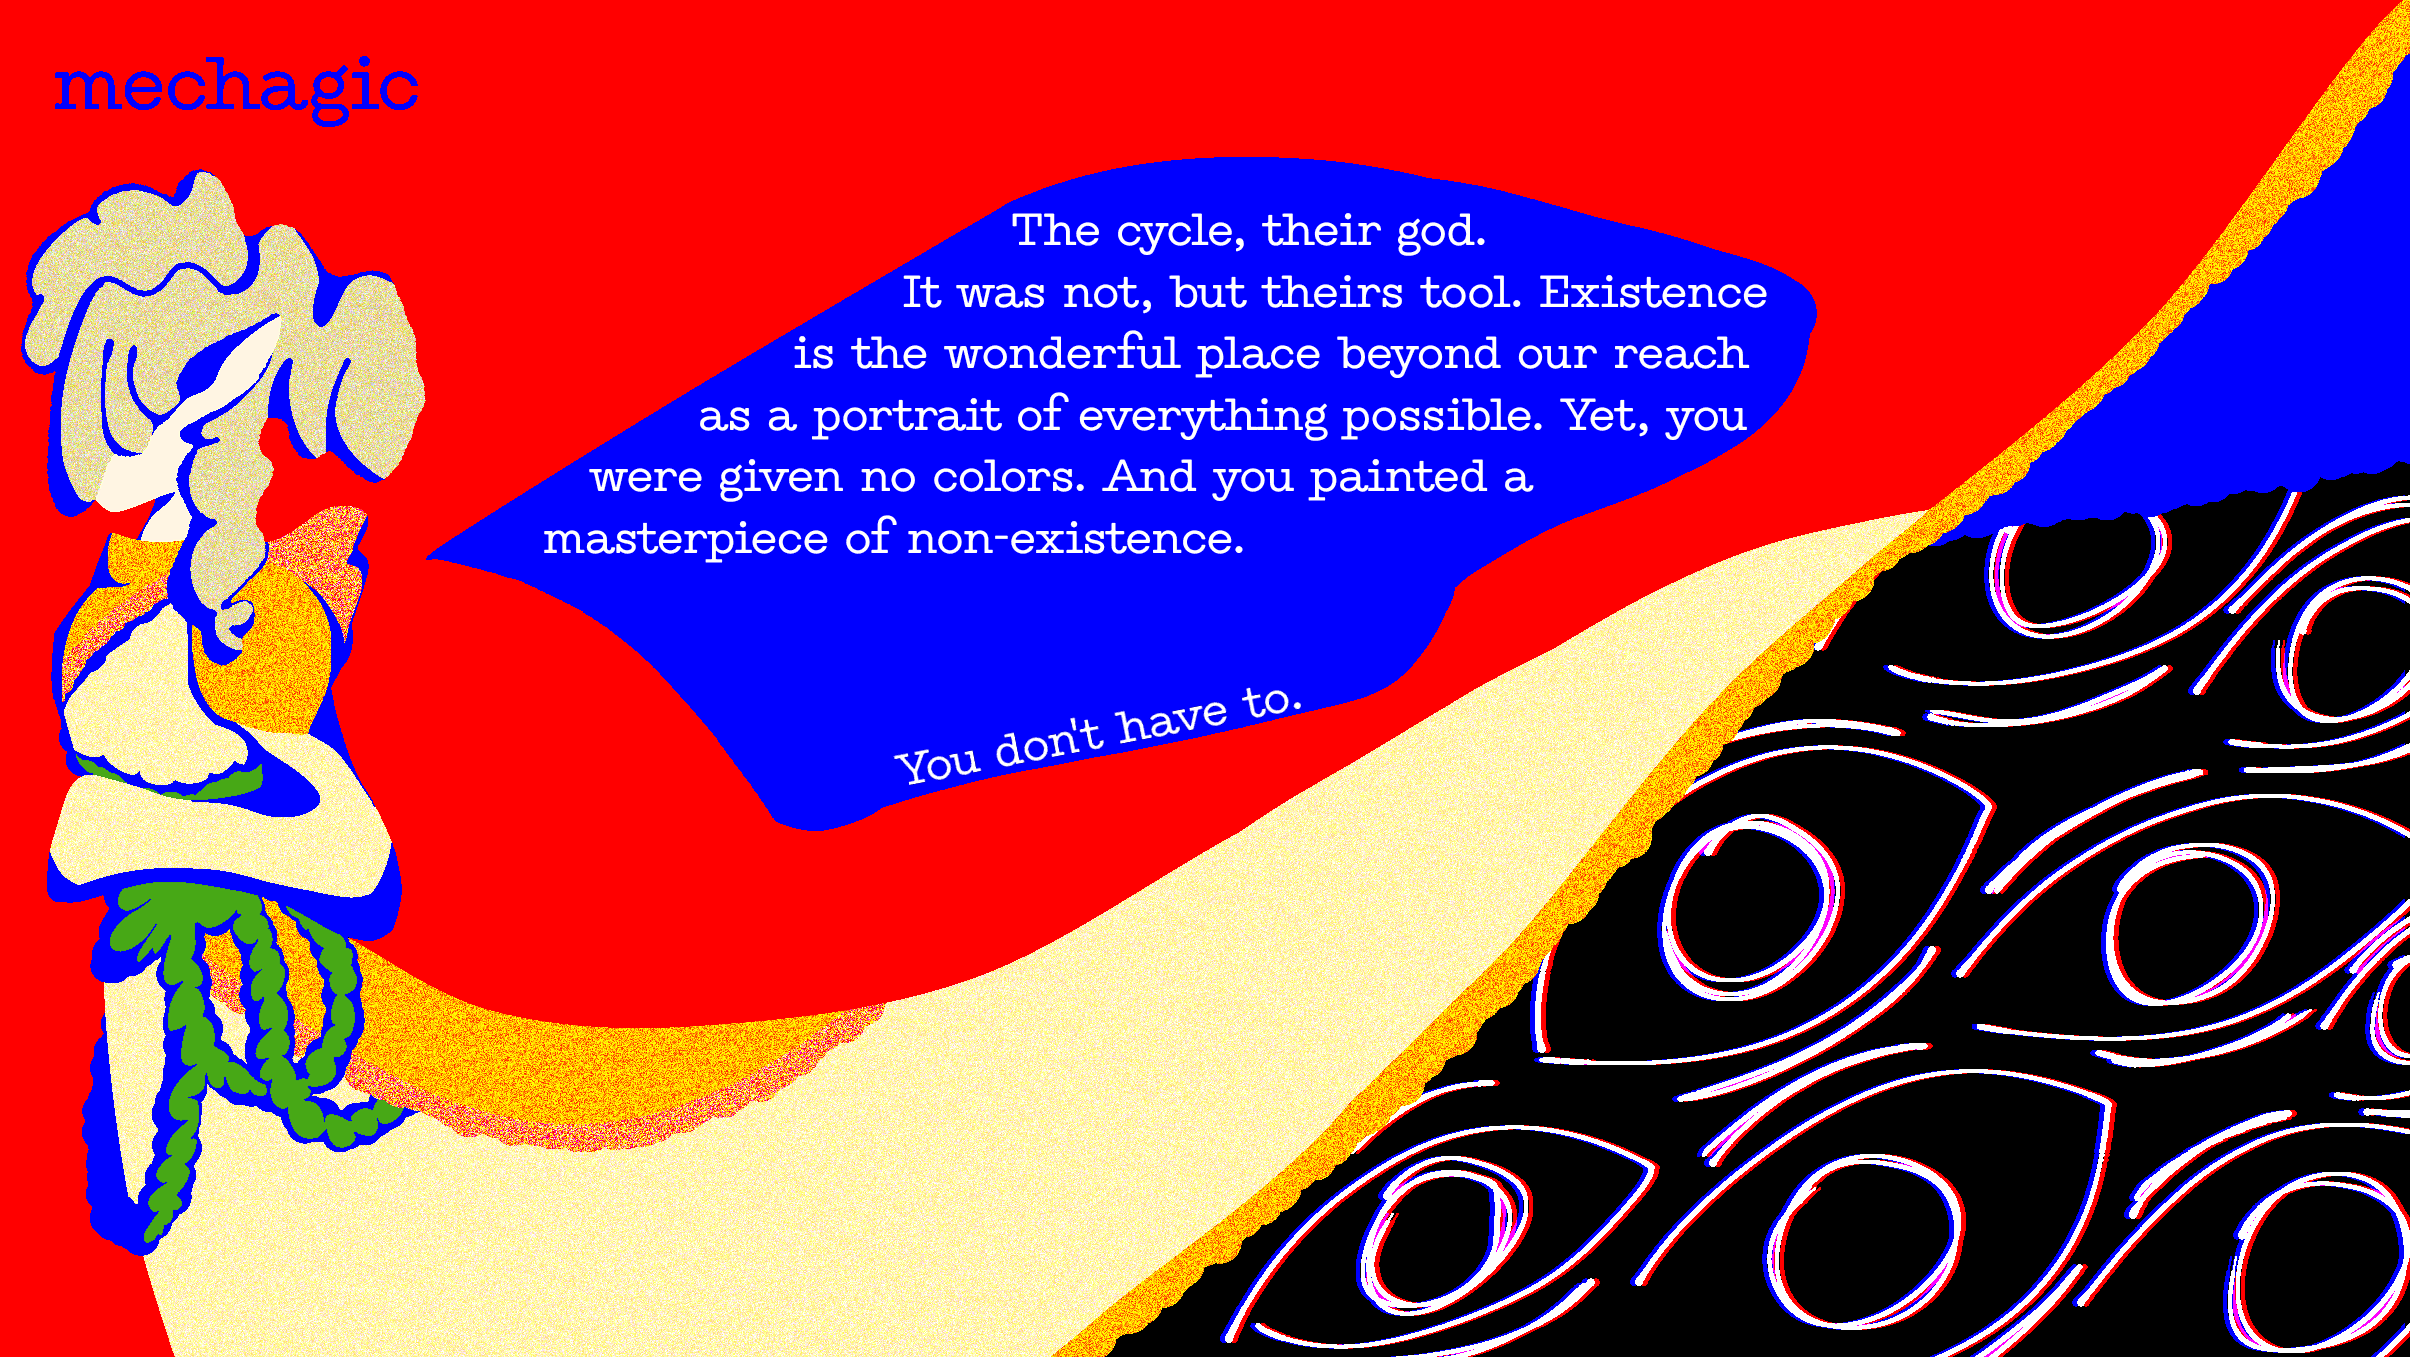 mechagic
The cycle, their god.
It was not, but theirs tool. Existence
is the wonderful place beyond our reach
as a portrait of everything possible. Yet, you
were given no colors. And you painted a
masterpiece of non-existence.
You don't have to.